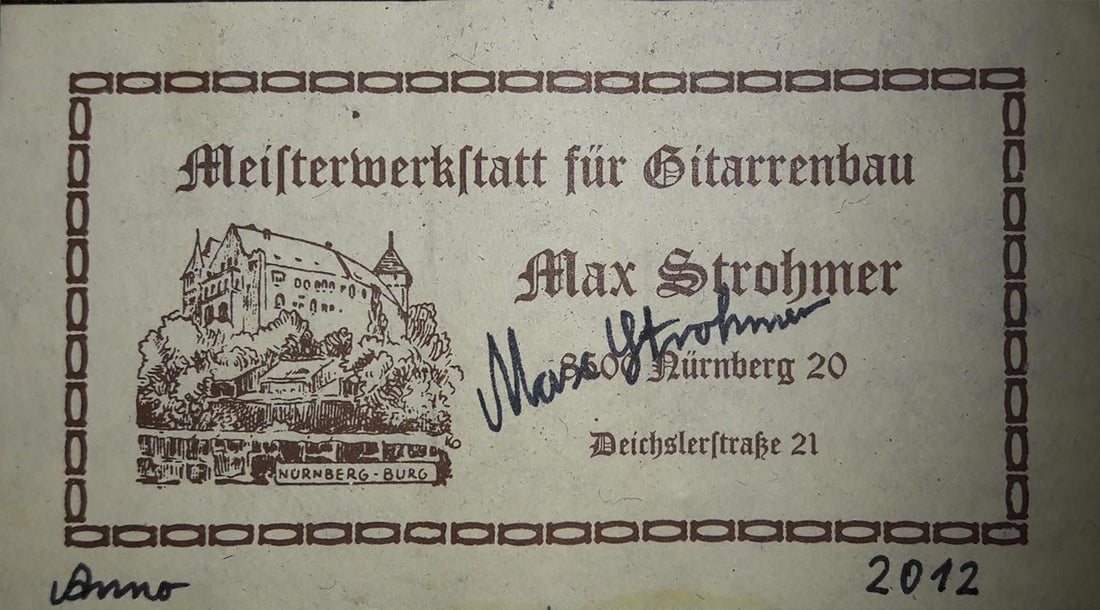 Meiſterwerkſtatt für Gitarrenbau
Max Strohmer
Max Strohmer
8500 Nürnberg 20
Deichslerſtraße 21
NÜRNBERG - BURG
Anno 2012